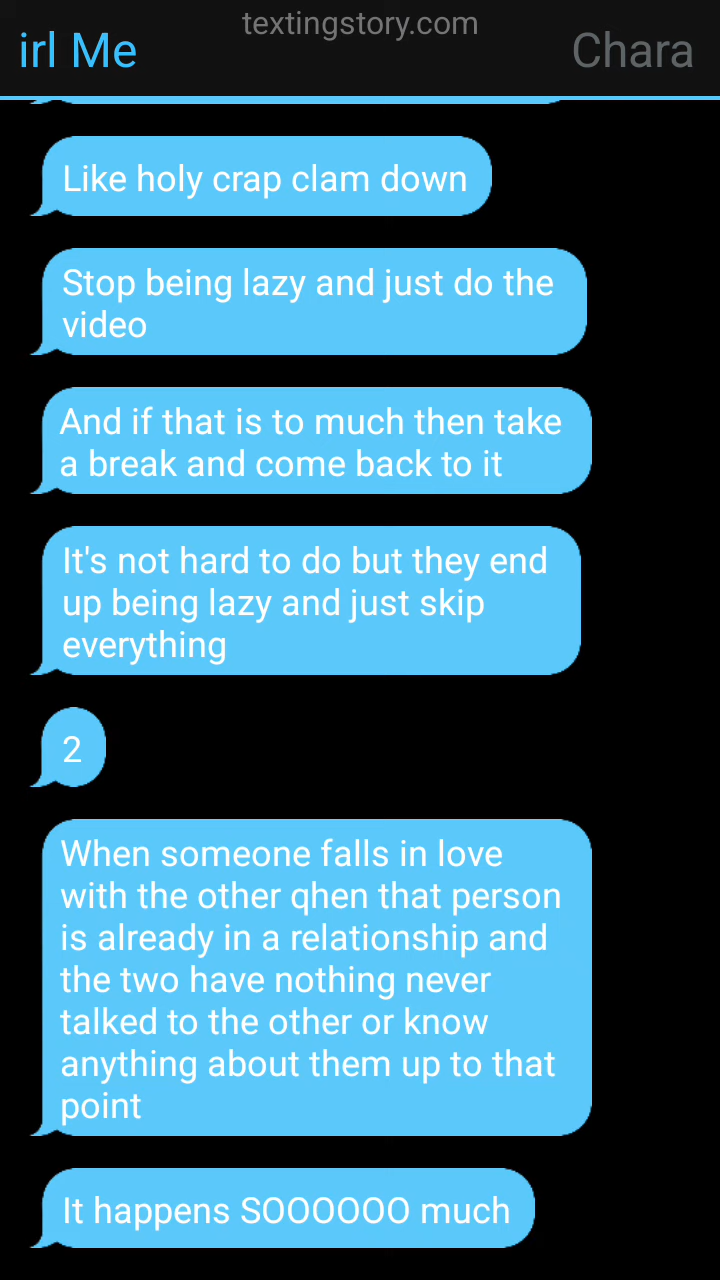 textingstory.com
irl Me
Chara
Like holy crap clam down
Stop being lazy and just do the
video
And if that is to much then take
a break and come back to it
It's not hard to do but they end
up being lazy and just skip
everything
2
When someone falls in love
with the other qhen that person
is already in a relationship and
the two have nothing never
talked to the other or know
anything about them up to that
point
It happens SOOOOOO much